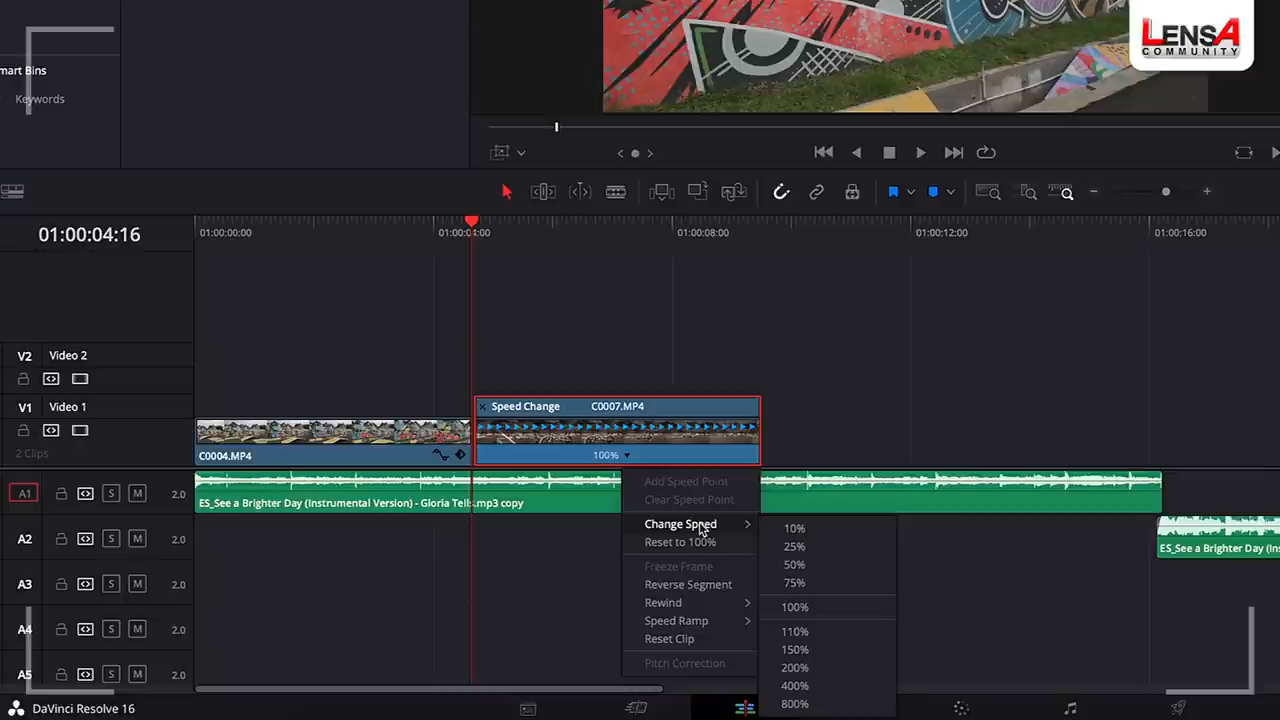 LENSA
COMMUNITY
mart Bins
Keywords
01:00:04:16
01:00:00:00
01:00:04:00
01:00:08:00
01:00:12:00
01:00:16:00
V2 Video 2
V1 Video 1
2 Clips
Speed Change C0007.MP4
100%
C0004.MP4
A1 S M 2.0
ES_See a Brighter Day (Instrumental Version) - Gloria Tells.mp3 copy
A2 S M 2.0
ES_See a Brighter Day (Ins
A3 S M 2.0
A4 S M 2.0
A5 S M 2.0
Add Speed Point
Clear Speed Point
Change Speed
Reset to 100%
Freeze Frame
Reverse Segment
Rewind
Speed Ramp
Reset Clip
Pitch Correction
10%
25%
50%
75%
100%
110%
150%
200%
400%
800%
DaVinci Resolve 16